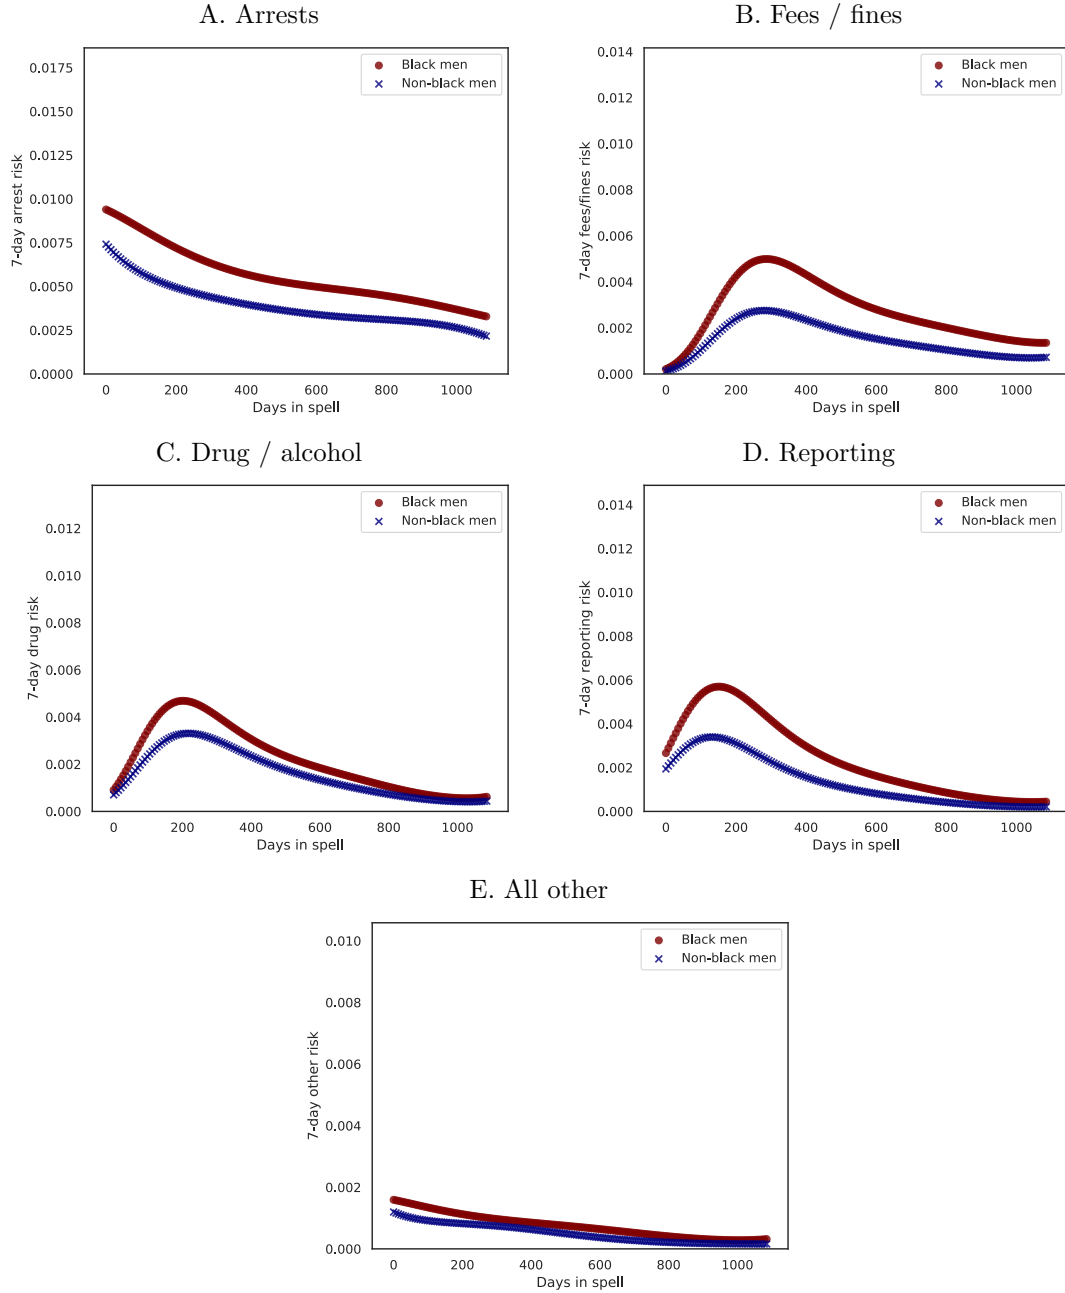 A. Arrests
0.0175
0.0150
0.0125
0.0100
0.0075
0.0050
0.0025
0.0000
7-day arrest risk
Black men
Non-black men
0 200 400 600 800 1000
Days in spell
B. Fees / fines
0.014
0.012
0.010
0.008
0.006
0.004
0.002
0.000
7-day fees/fines risk
Black men
Non-black men
0 200 400 600 800 1000
Days in spell
C. Drug / alcohol
0.012
0.010
0.008
0.006
0.004
0.002
0.000
7-day drug risk
Black men
Non-black men
0 200 400 600 800 1000
Days in spell
D. Reporting
0.014
0.012
0.010
0.008
0.006
0.004
0.002
0.000
7-day reporting risk
Black men
Non-black men
0 200 400 600 800 1000
Days in spell
E. All other
0.010
0.008
0.006
0.004
0.002
0.000
7-day other risk
Black men
Non-black men
0 200 400 600 800 1000
Days in spell